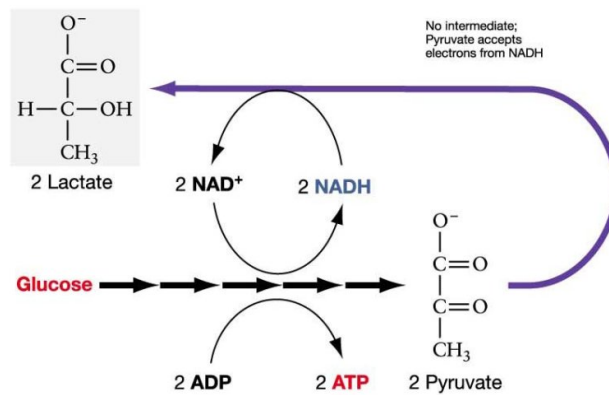 No intermediate;
Pyruvate accepts
electrons from NADH
O⁻
C=O
H–C–OH
CH₃
2 Lactate
2 NAD⁺
2 NADH
O⁻
C=O
C=O
CH₃
Glucose
2 ADP
2 ATP
2 Pyruvate